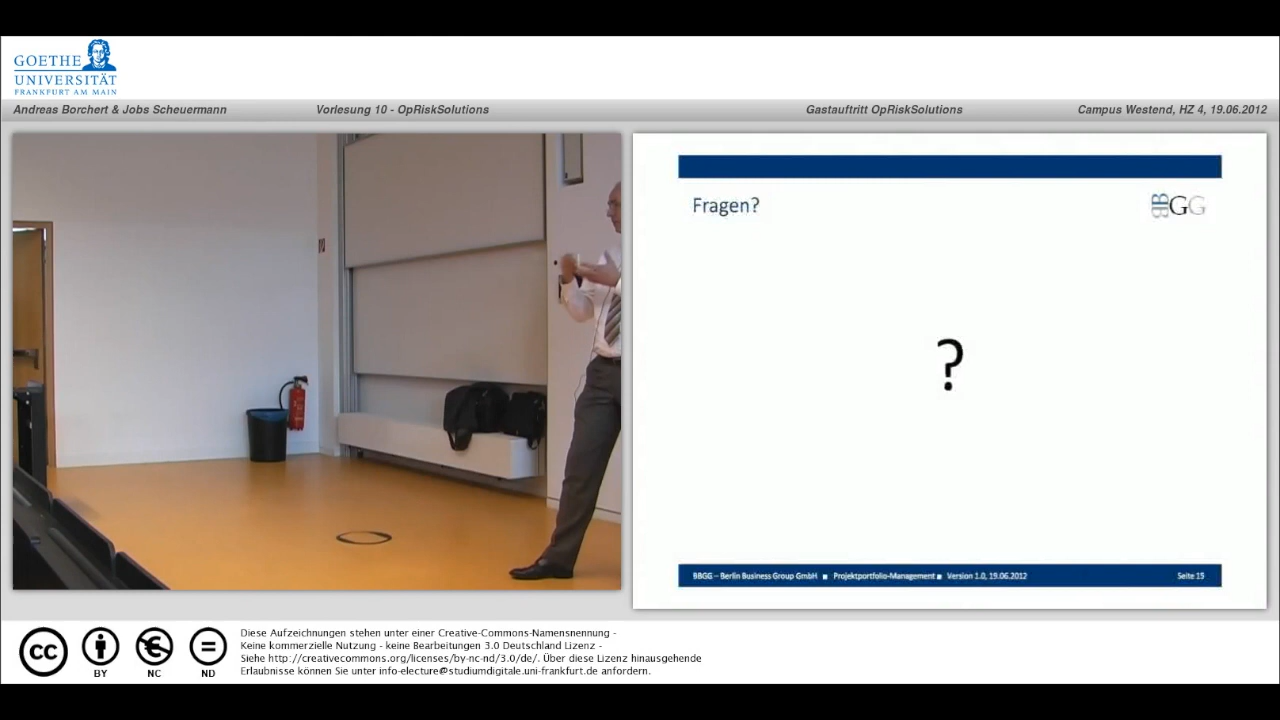 GOETHE
UNIVERSITÄT
FRANKFURT AM MAIN
Andreas Borchert & Jobs Scheuermann Vorlesung 10 - OpRiskSolutions Gastauftritt OpRiskSolutions Campus Westend, HZ 4, 19.06.2012
Fragen?
BBGG
?
BBGG – Berlin Business Group GmbH ■ Projektportfolio-Management ■ Version 1.0, 19.06.2012 Seite 15
cc BY NC ND
Diese Aufzeichnungen stehen unter einer Creative-Commons-Namensnennung -
Keine kommerzielle Nutzung - keine Bearbeitungen 3.0 Deutschland Lizenz -
Siehe http://creativecommons.org/licenses/by-nc-nd/3.0/de/. Über diese Lizenz hinausgehende
Erlaubnisse können Sie unter info-electure@studiumdigitale.uni-frankfurt.de anfordern.